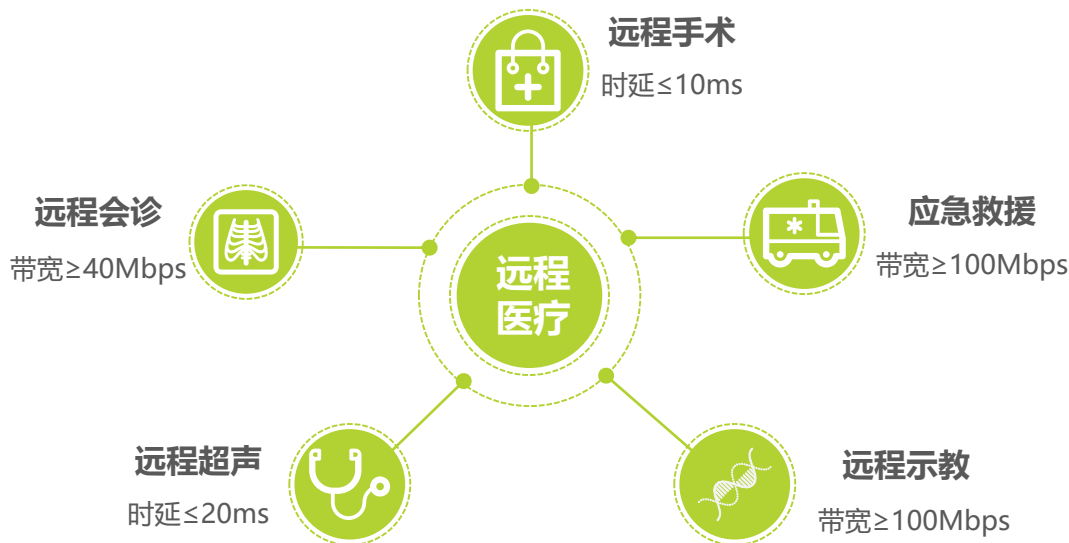 远程手术
时延≤10ms
远程会诊
带宽≥40Mbps
应急救援
带宽≥100Mbps
远程
医疗
远程超声
时延≤20ms
远程示教
带宽≥100Mbps